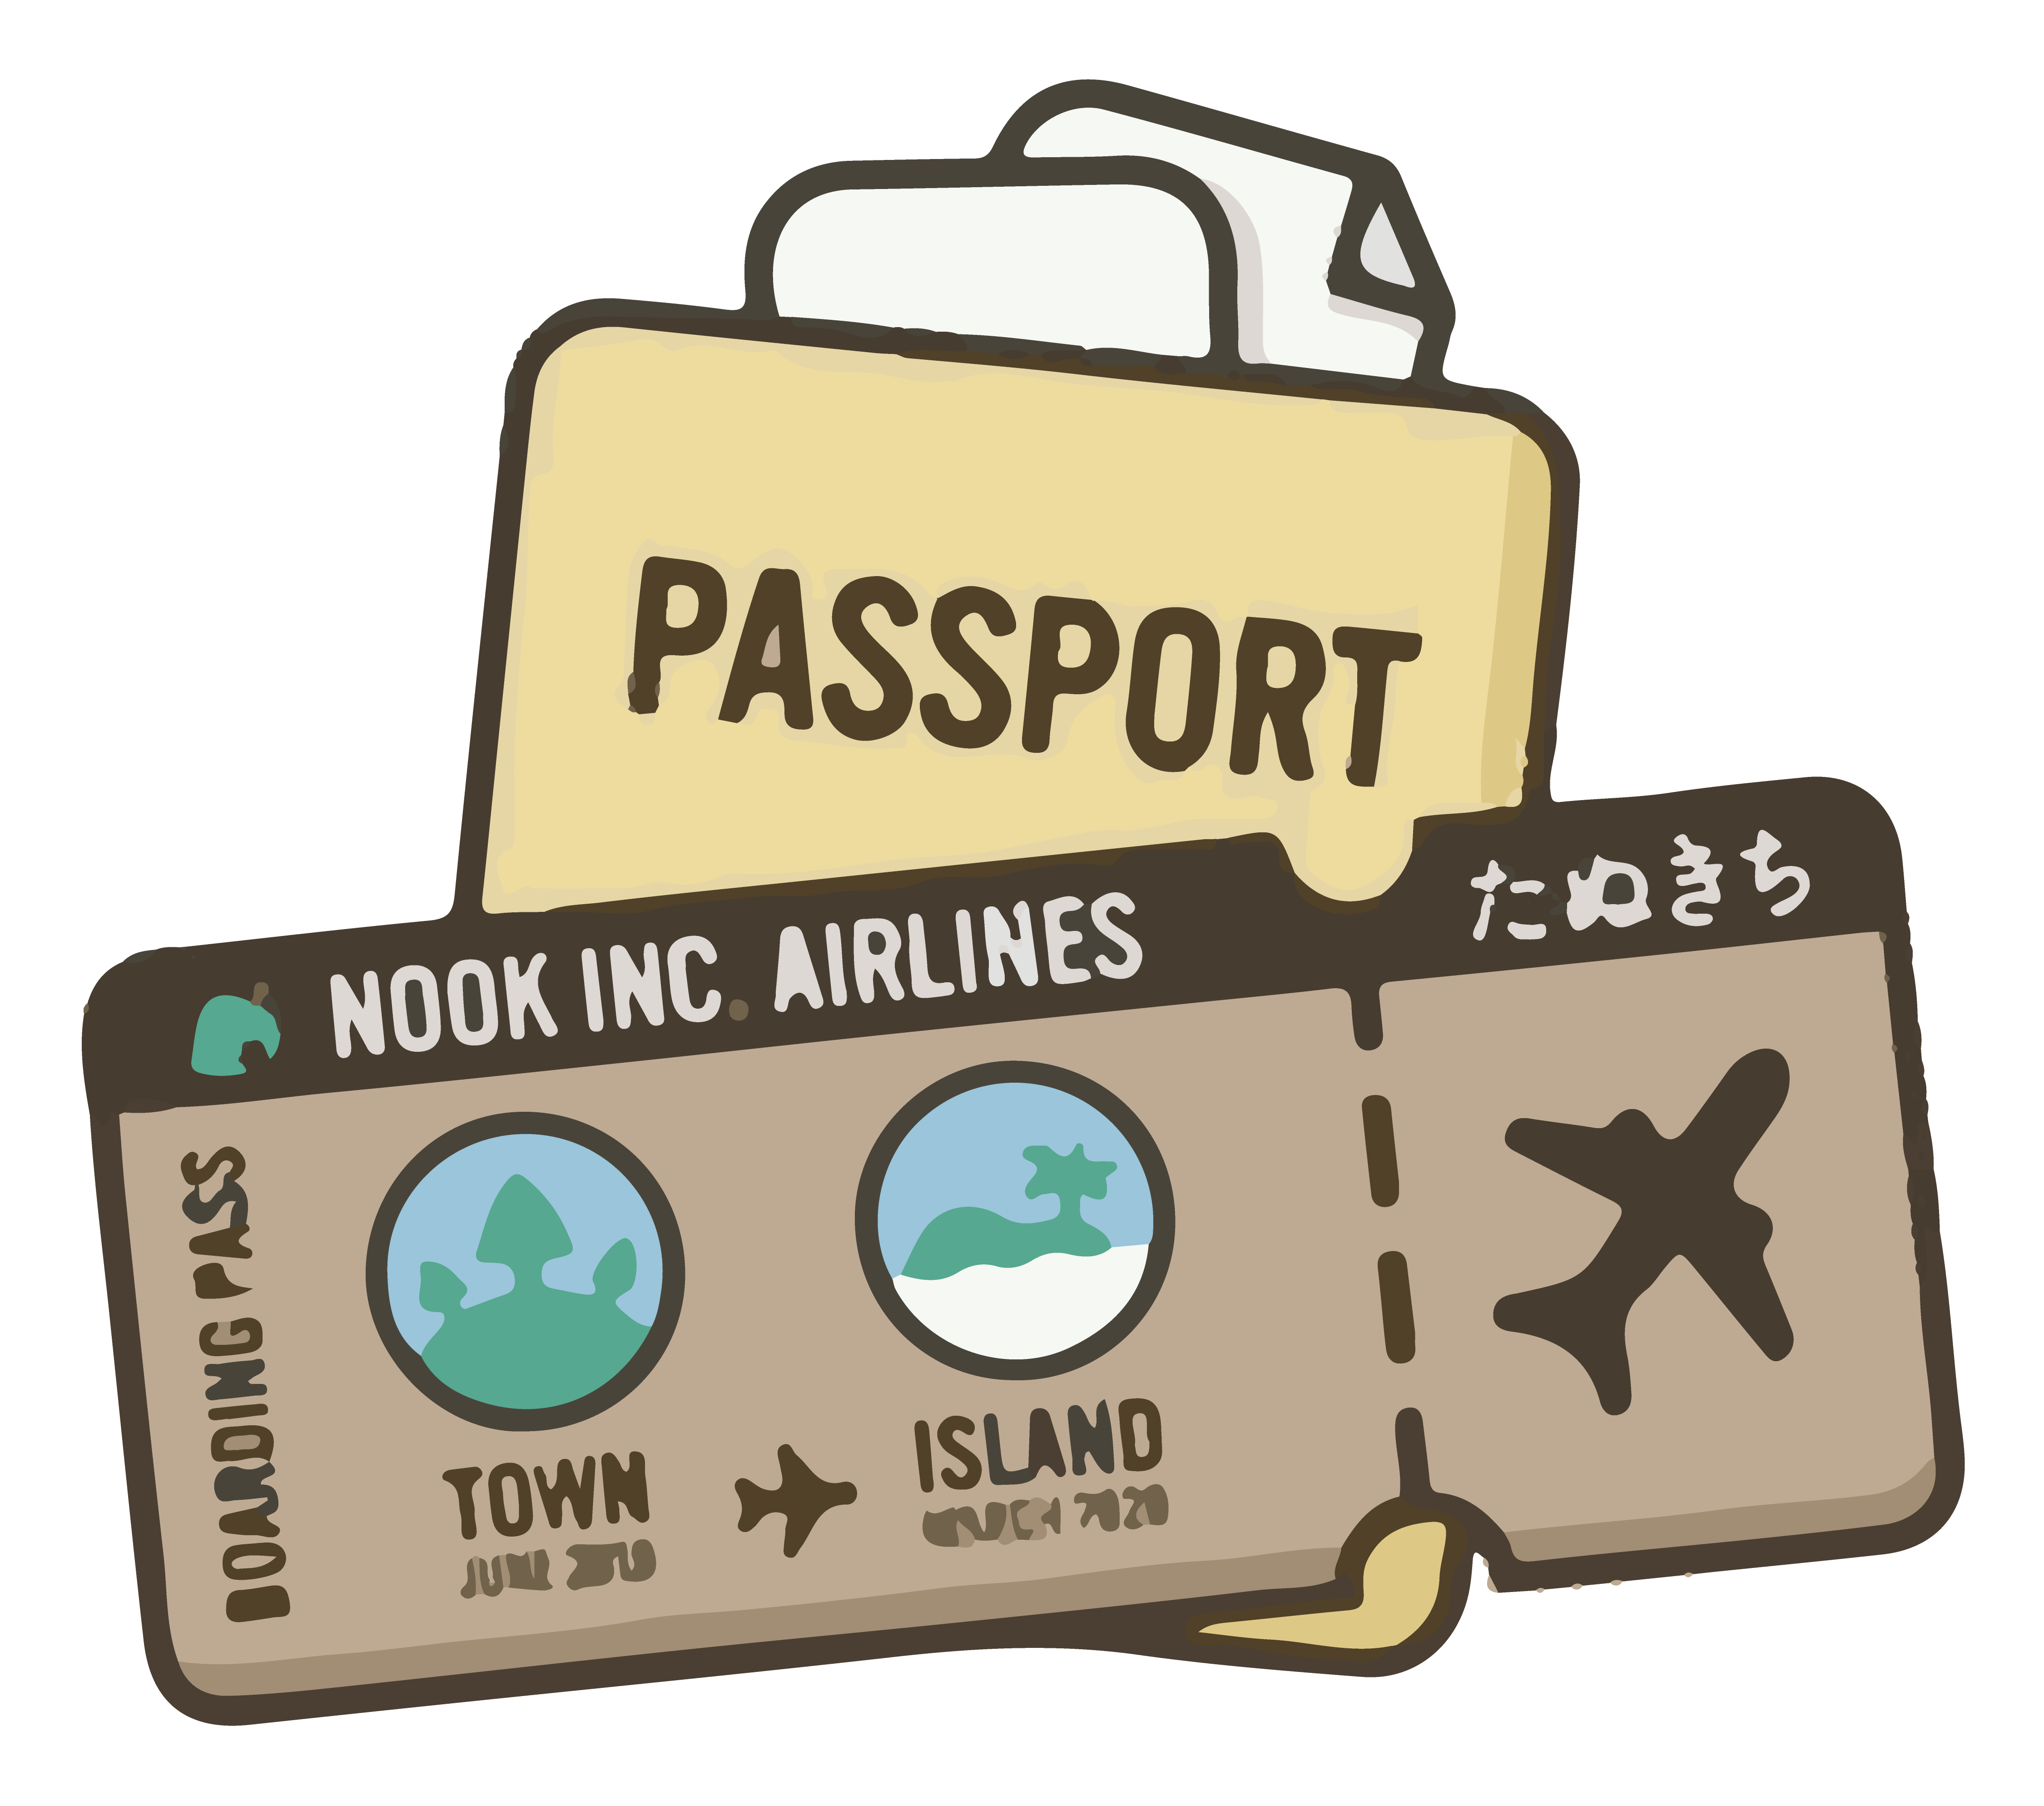 PASSPORT
NOOK INC. AIRLINES
たぬきち
BOARDING PASS
TOWN
ISLAND